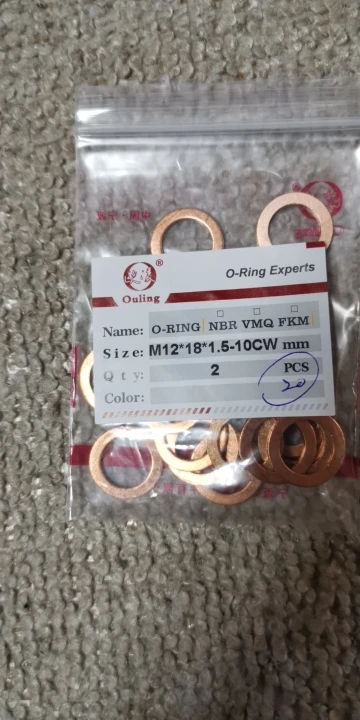 ®
Ouling
O-Ring Experts
Name: O-RING NBR VMQ FKM
Size: M12*18*1.5-10CW mm
Qty: 2 PCS
20
Color: